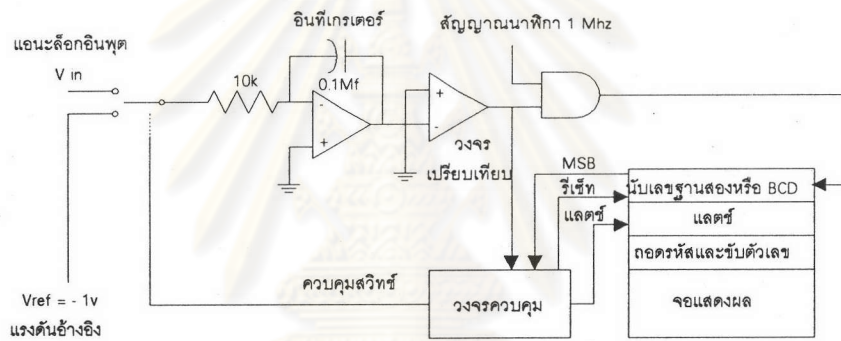 อินทีเกรเตอร์
สัญญาณนาฬิกา 1 Mhz
แอนะล็อกอินพุต
V in
10k
0.1Mf
-
+
+
-
วงจร
เปรียบเทียบ
MSB
รีเซ็ท
แลตช์
นับเลขฐานสองหรือ BCD
แลตช์
ถอดรหัสและขับตัวเลข
จอแสดงผล
ควบคุมสวิทช์
วงจรควบคุม
Vref = - 1v
แรงดันอ้างอิง